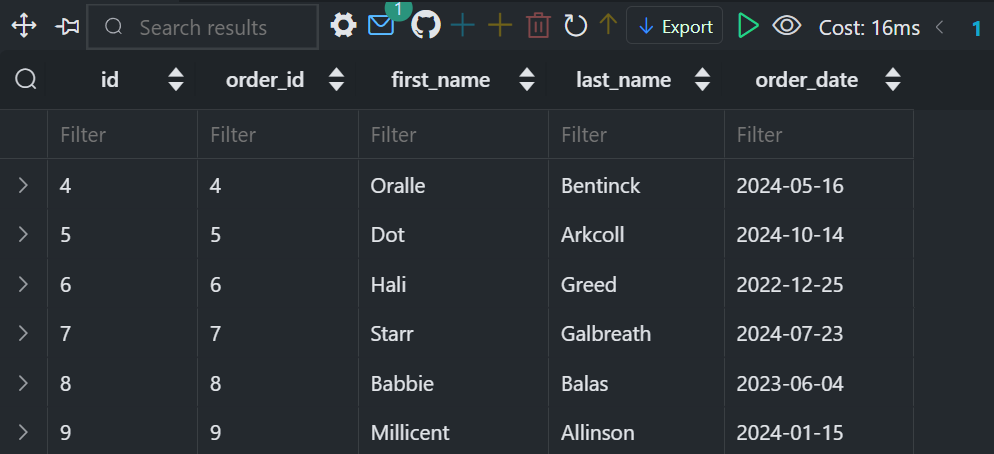 Search results 1 Export Cost: 16ms 1
id order_id first_name last_name order_date
Filter Filter Filter Filter Filter
4 4 Oralle Bentinck 2024-05-16
5 5 Dot Arkcoll 2024-10-14
6 6 Hali Greed 2022-12-25
7 7 Starr Galbreath 2024-07-23
8 8 Babbie Balas 2023-06-04
9 9 Millicent Allinson 2024-01-15